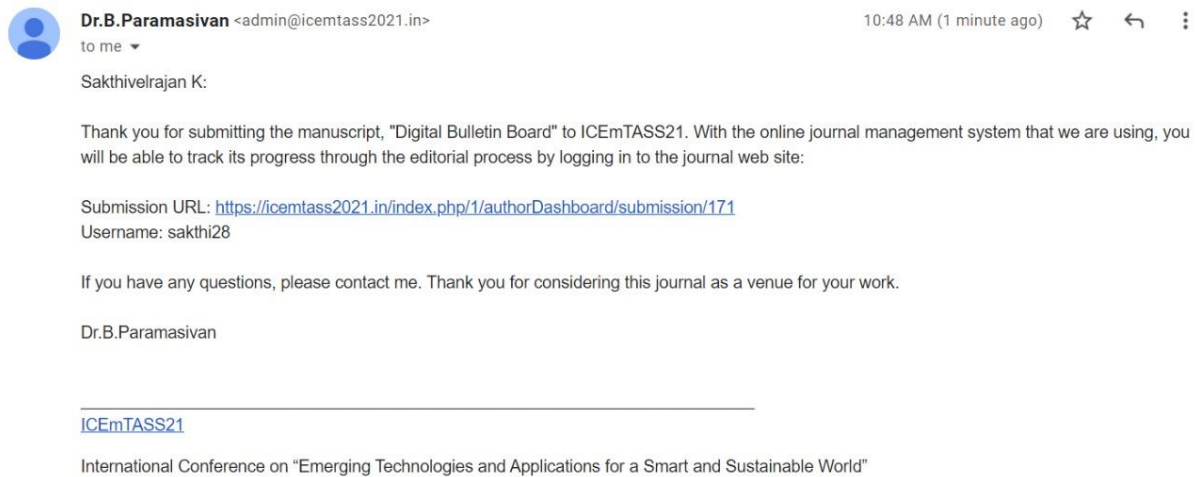 Dr.B.Paramasivan <admin@icemtass2021.in>
10:48 AM (1 minute ago)
to me
Sakthivelrajan K:
Thank you for submitting the manuscript, "Digital Bulletin Board" to ICEmTASS21. With the online journal management system that we are using, you
will be able to track its progress through the editorial process by logging in to the journal web site:
Submission URL: https://icemtass2021.in/index.php/1/authorDashboard/submission/171
Username: sakthi28
If you have any questions, please contact me. Thank you for considering this journal as a venue for your work.
Dr.B.Paramasivan
ICEmTASS21
International Conference on “Emerging Technologies and Applications for a Smart and Sustainable World”